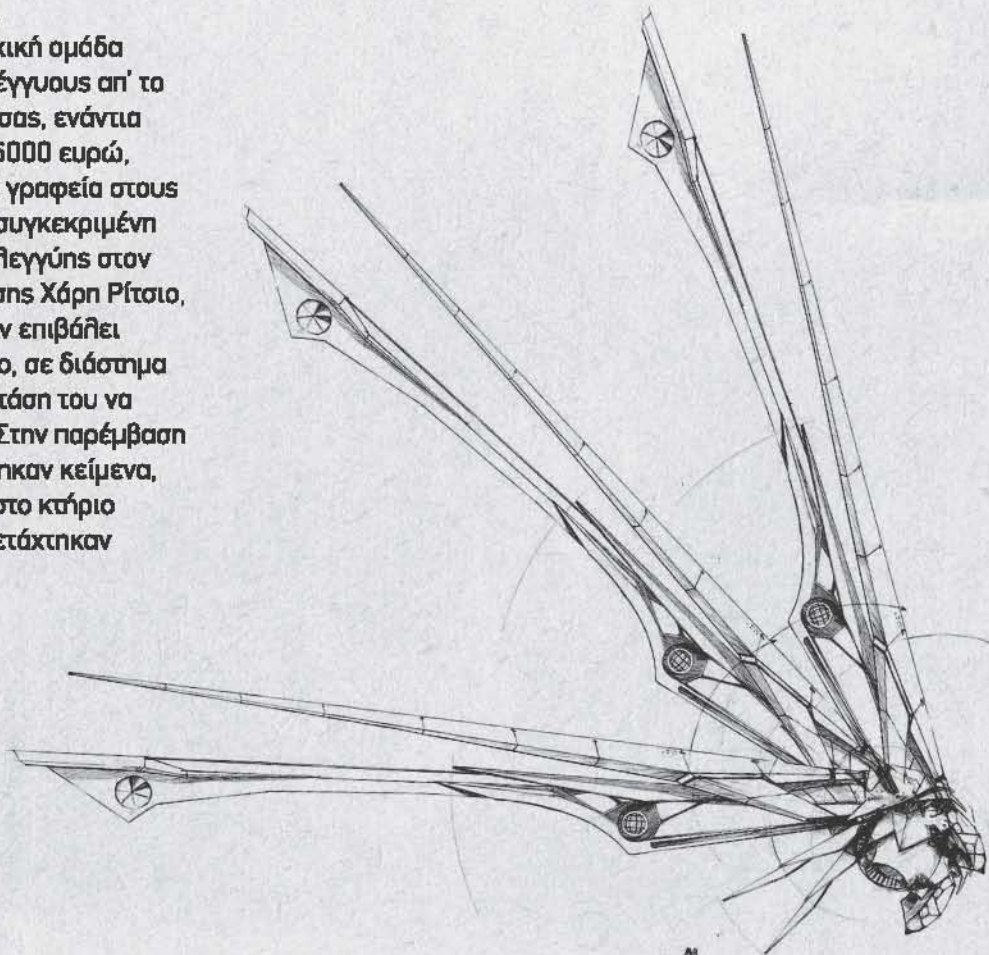 κική ομάδα
έγγυους απ' το
σας, ενάντια
6000 ευρώ,
γραφεία στους
συγκεκριμένη
λεγγύης στον
σης Χάρη Ρίτσιο,
ν επιβάλει
ο, σε διάστημα
τάση του να
Στην παρέμβαση
ηκαν κείμενα,
στο κτήριο
ετάχτηκαν